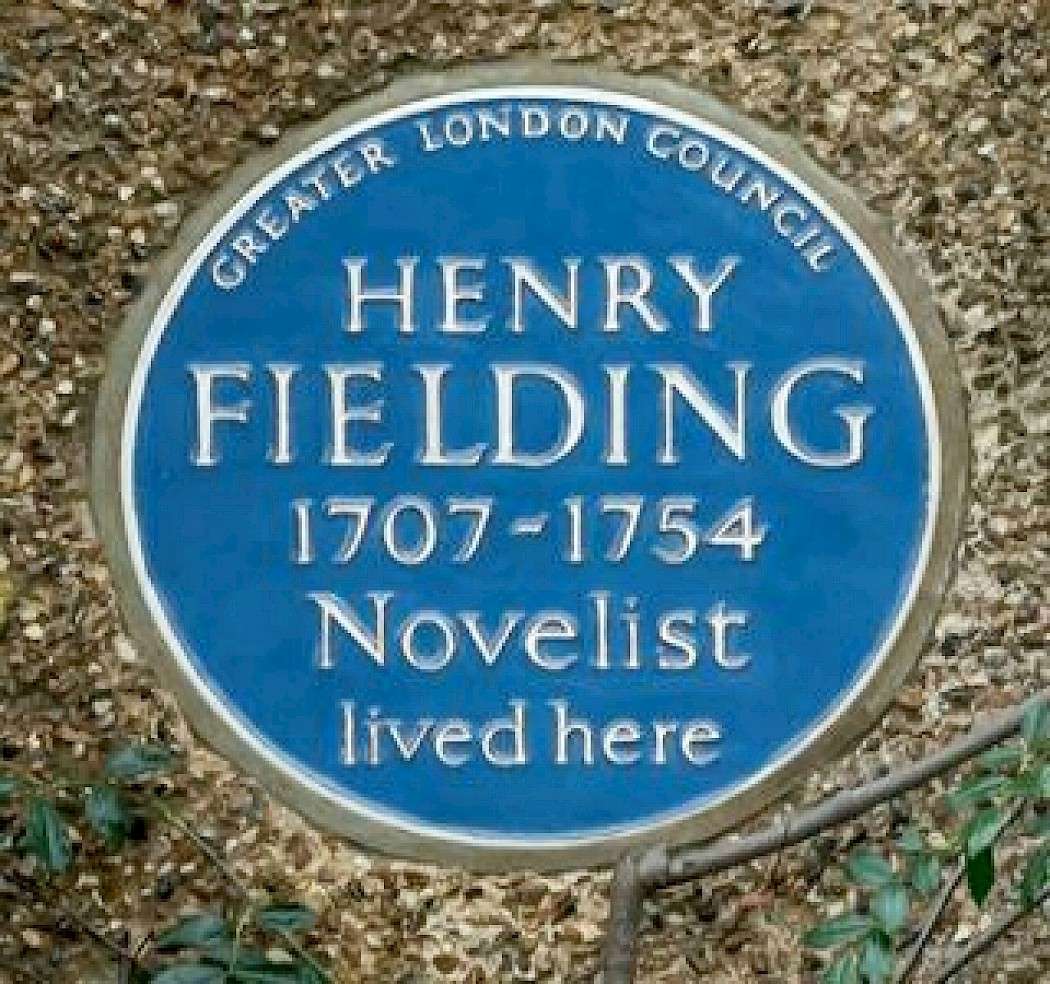 GREATER LONDON COUNCIL
HENRY
FIELDING
1707-1754
Novelist
lived here